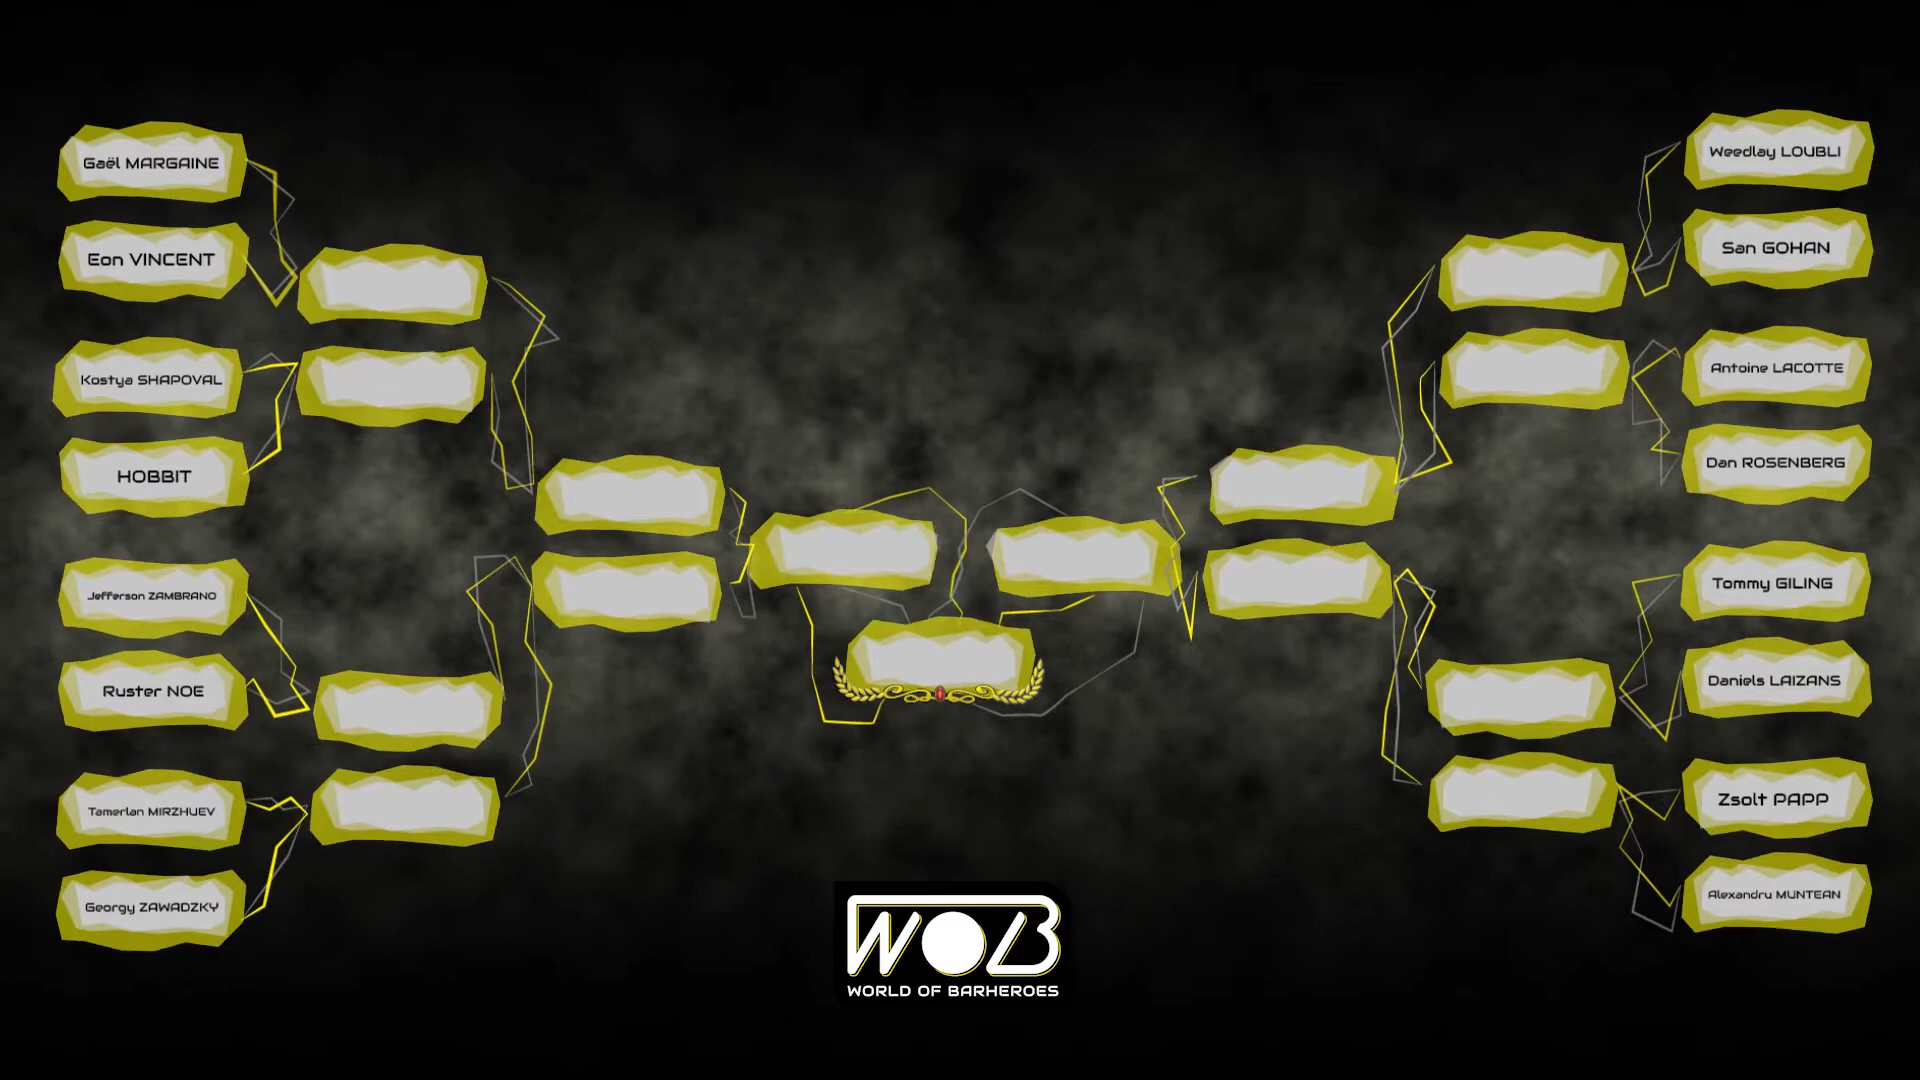 Gaël MARGAINE
Eon VINCENT
Kostya SHAPOVAL
HOBBIT
Jefferson ZAMBRANO
Ruster NOE
Tamerlan MIRZHUEV
Georgy ZAWADZKY
Weedlay LOUBLI
San GOHAN
Antoine LACOTTE
Dan ROSENBERG
Tommy GILING
Daniels LAIZANS
Zsolt PAPP
Alexandru MUNTEAN
WOB
WORLD OF BARHEROES